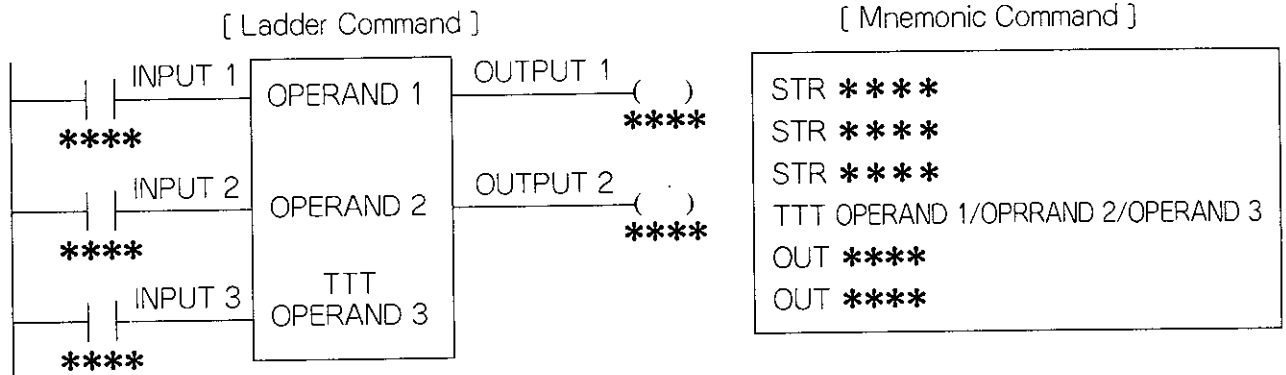 [ Ladder Command ]
INPUT 1
OPERAND 1
OUTPUT 1
( )
****
****
INPUT 2
OPERAND 2
OUTPUT 2
( )
****
****
INPUT 3
TTT
OPERAND 3
****
[ Mnemonic Command ]
STR ****
STR ****
STR ****
TTT OPERAND 1/OPRRAND 2/OPERAND 3
OUT ****
OUT ****